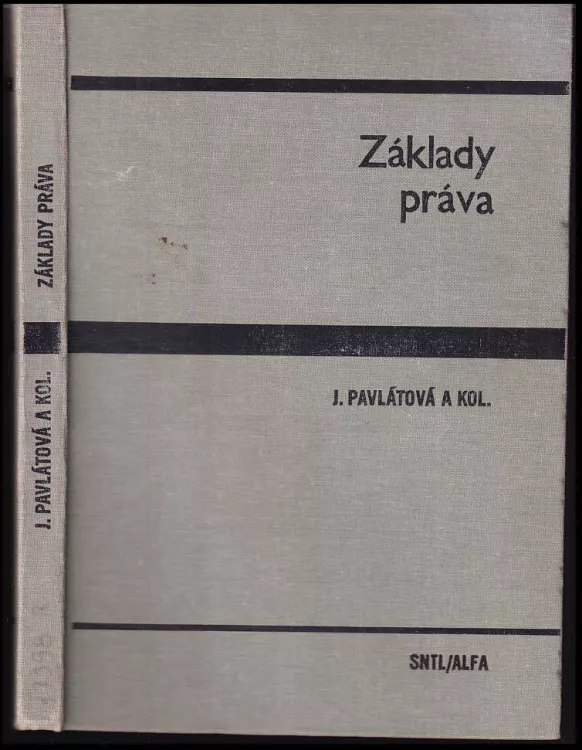 ZÁKLADY PRÁVA
J. PAVLÁTOVÁ A KOL.
Základy
práva
J. PAVLÁTOVÁ A KOL.
SNTL/ALFA